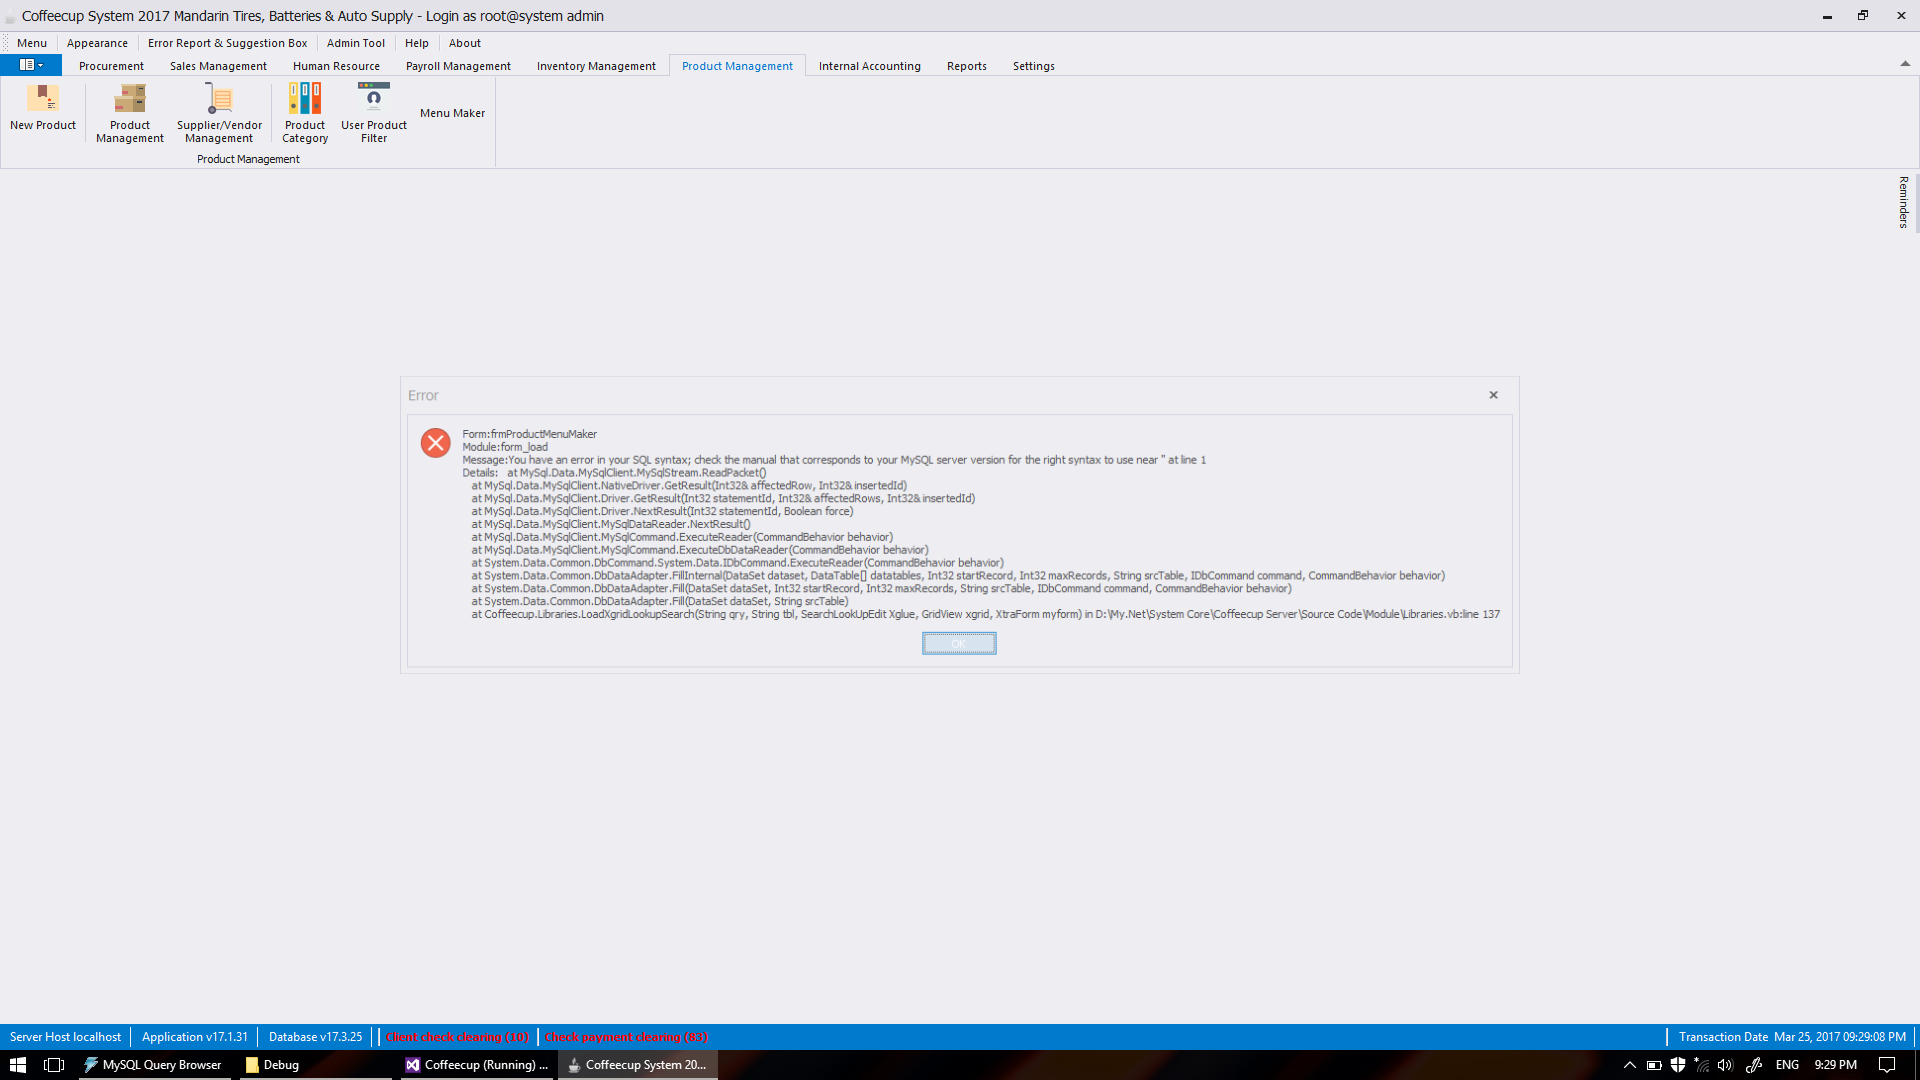 Coffeecup System 2017 Mandarin Tires, Batteries & Auto Supply - Login as root@system admin
Menu Appearance Error Report & Suggestion Box Admin Tool Help About
Procurement Sales Management Human Resource Payroll Management Inventory Management Product Management Internal Accounting Reports Settings
New Product
Product Management
Supplier/Vendor Management
Product Category
User Product Filter
Menu Maker
Product Management
Reminders
Error
Form:frmProductMenuMaker
Module:form_load
Message:You have an error in your SQL syntax; check the manual that corresponds to your MySQL server version for the right syntax to use near '' at line 1
Details:   at MySql.Data.MySqlClient.MySqlStream.ReadPacket()
at MySql.Data.MySqlClient.NativeDriver.GetResult(Int32& affectedRow, Int32& insertedId)
at MySql.Data.MySqlClient.Driver.GetResult(Int32 statementId, Int32& affectedRows, Int32& insertedId)
at MySql.Data.MySqlClient.Driver.NextResult(Int32 statementId, Boolean force)
at MySql.Data.MySqlClient.MySqlDataReader.NextResult()
at MySql.Data.MySqlClient.MySqlCommand.ExecuteReader(CommandBehavior behavior)
at MySql.Data.MySqlClient.MySqlCommand.ExecuteDbDataReader(CommandBehavior behavior)
at System.Data.Common.DbCommand.System.Data.IDbCommand.ExecuteReader(CommandBehavior behavior)
at System.Data.Common.DbDataAdapter.FillInternal(DataSet dataset, DataTable[] datatables, Int32 startRecord, Int32 maxRecords, String srcTable, IDbCommand command, CommandBehavior behavior)
at System.Data.Common.DbDataAdapter.Fill(DataSet dataSet, Int32 startRecord, Int32 maxRecords, String srcTable, IDbCommand command, CommandBehavior behavior)
at System.Data.Common.DbDataAdapter.Fill(DataSet dataSet, String srcTable)
at Coffeecup.Libraries.LoadXgridLookupSearch(String qry, String tbl, SearchLookUpEdit Xglue, GridView xgrid, XtraForm myform) in D:\My.Net\System Core\Coffeecup Server\Source Code\Module\Libraries.vb:line 137
OK
Server Host localhost Application v17.1.31 Database v17.3.25 Client check clearing (10) Check payment clearing (83) Transaction Date Mar 25, 2017 09:29:08 PM
MySQL Query Browser Debug Coffeecup (Running) ... Coffeecup System 20... ENG 9:29 PM